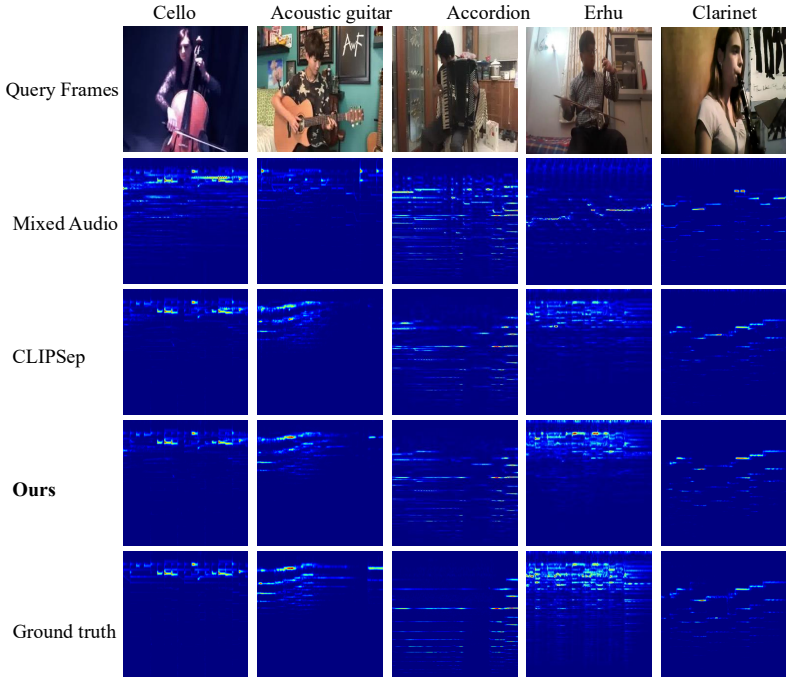 Cello Acoustic guitar Accordion Erhu Clarinet
Query Frames
AwF
Mixed Audio
CLIPSep
Ours
Ground truth